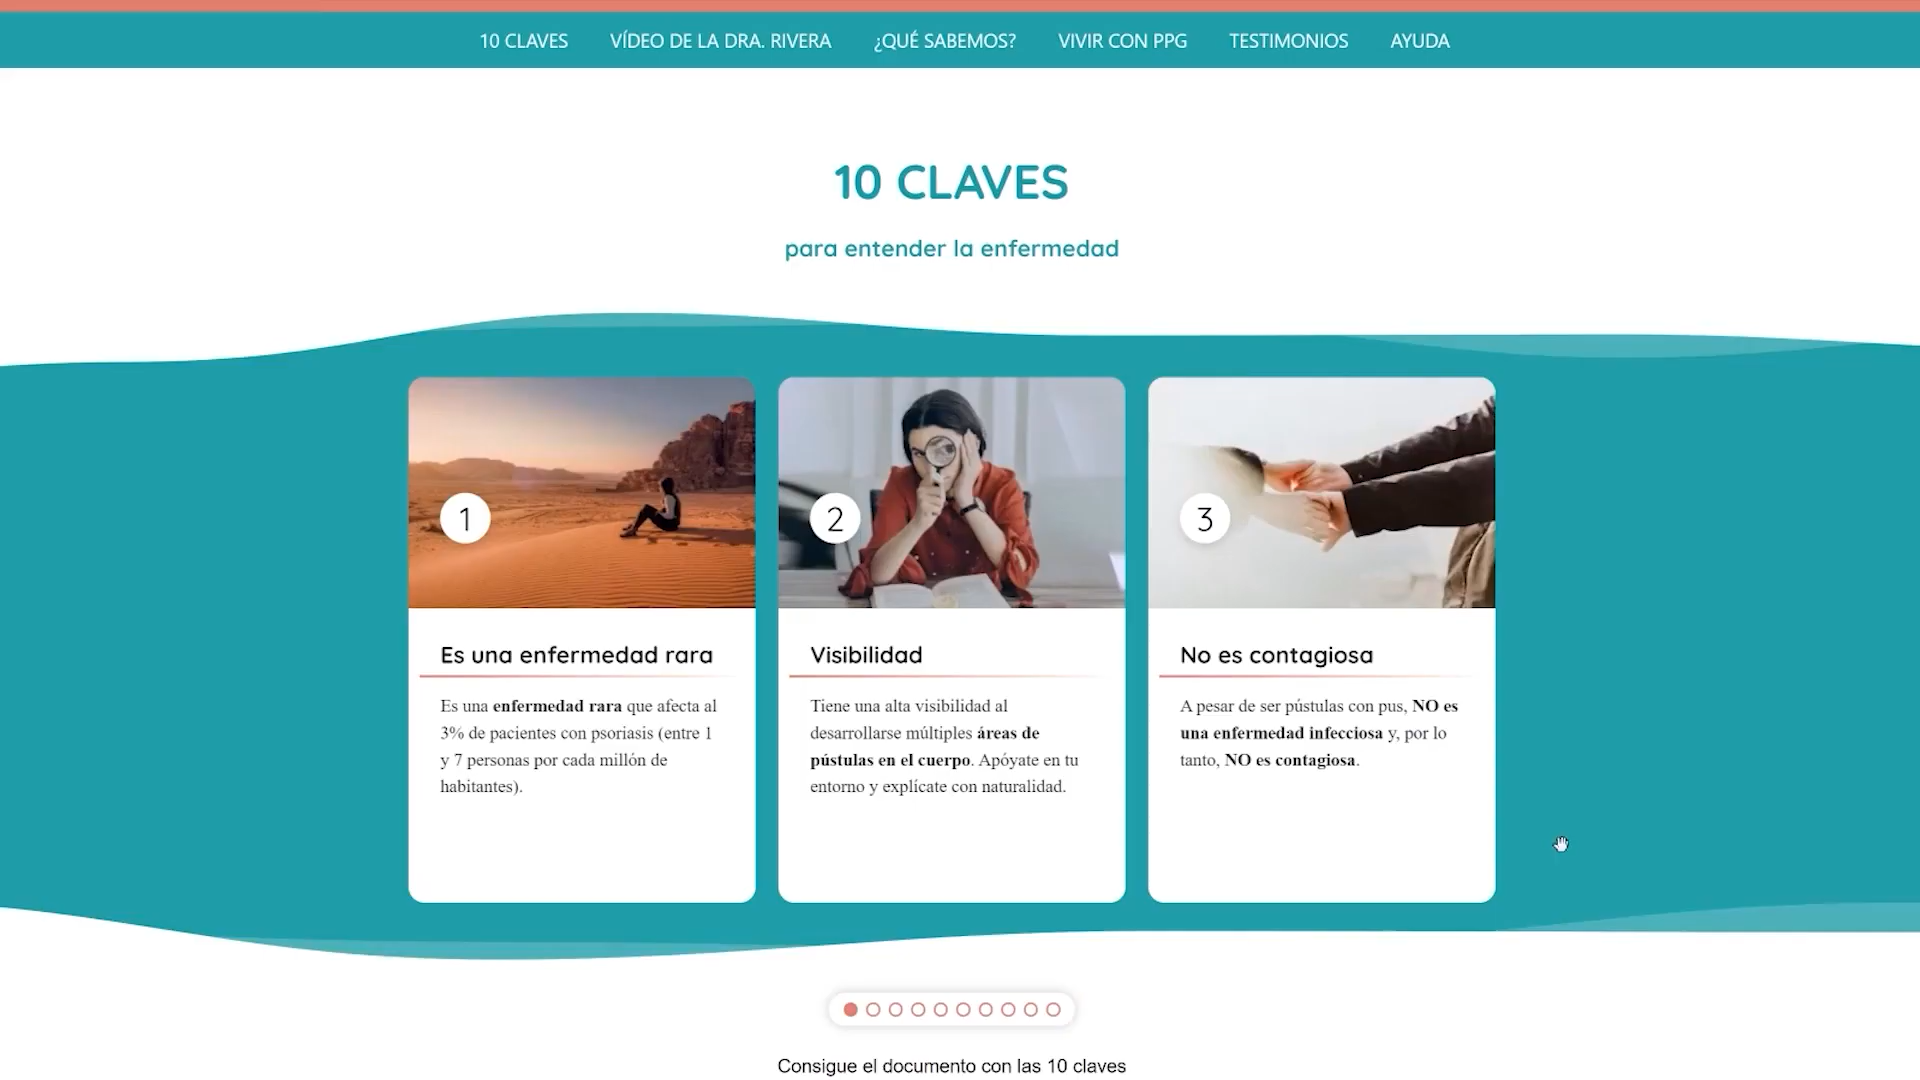 10 CLAVES VÍDEO DE LA DRA. RIVERA ¿QUÉ SABEMOS? VIVIR CON PPG TESTIMONIOS AYUDA
10 CLAVES
para entender la enfermedad
1
Es una enfermedad rara
Es una enfermedad rara que afecta al
3% de pacientes con psoriasis (entre 1
y 7 personas por cada millón de
habitantes).
2
Visibilidad
Tiene una alta visibilidad al
desarrollarse múltiples áreas de
pústulas en el cuerpo. Apóyate en tu
entorno y explícate con naturalidad.
3
No es contagiosa
A pesar de ser pústulas con pus, NO es
una enfermedad infecciosa y, por lo
tanto, NO es contagiosa.
Consigue el documento con las 10 claves